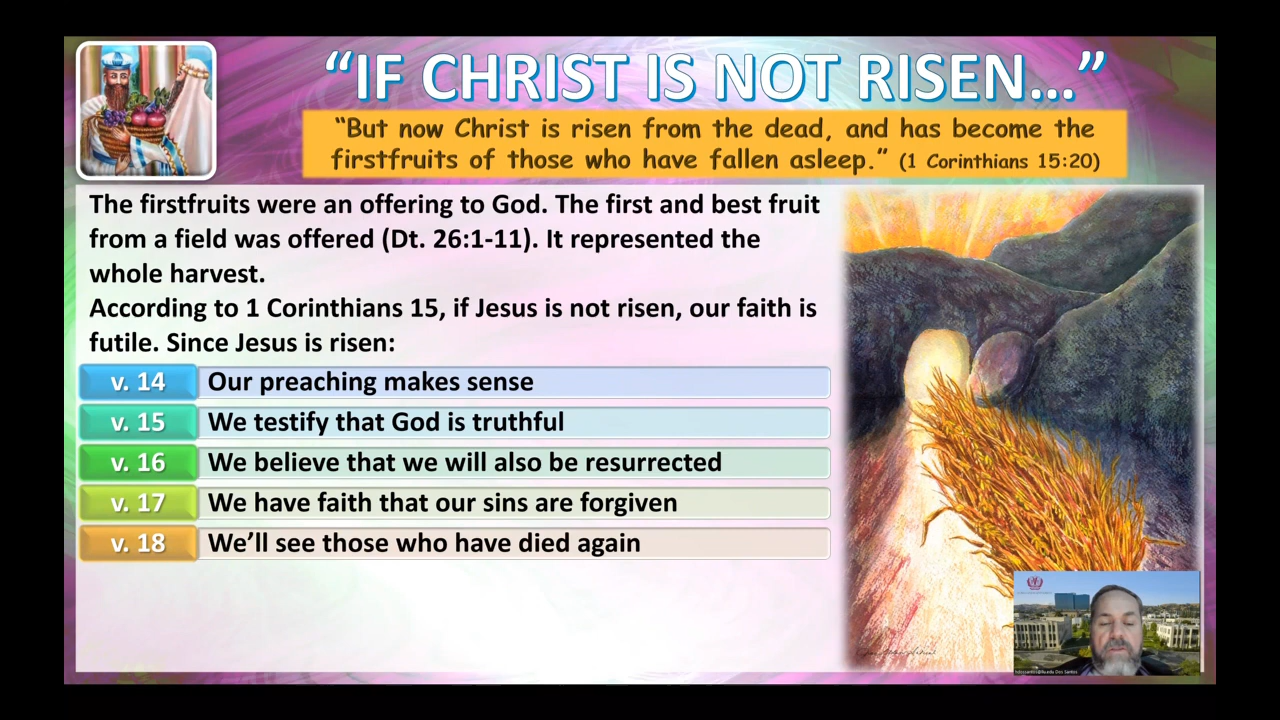 “IF CHRIST IS NOT RISEN...”
“But now Christ is risen from the dead, and has become the
firstfruits of those who have fallen asleep.” (1 Corinthians 15:20)
The firstfruits were an offering to God. The first and best fruit
from a field was offered (Dt. 26:1-11). It represented the
whole harvest.
According to 1 Corinthians 15, if Jesus is not risen, our faith is
futile. Since Jesus is risen:
v. 14 Our preaching makes sense
v. 15 We testify that God is truthful
v. 16 We believe that we will also be resurrected
v. 17 We have faith that our sins are forgiven
v. 18 We’ll see those who have died again
Dos Santos